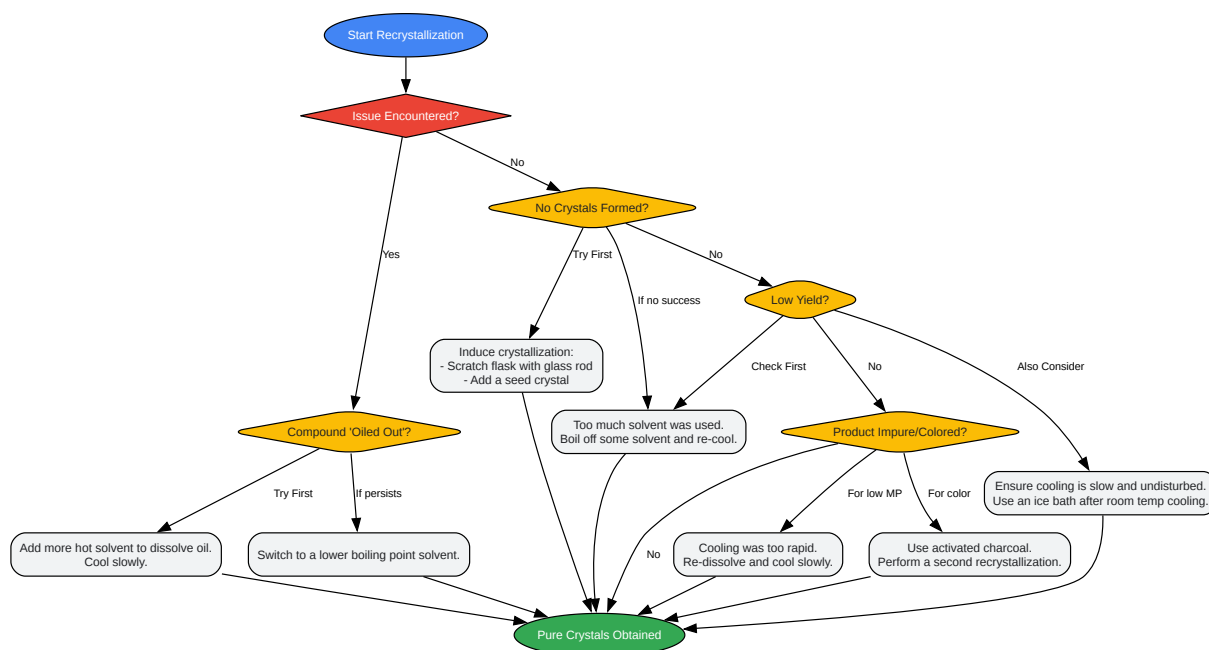 Start Recrystallization
Issue Encountered?
No
No Crystals Formed?
Yes
Try First
No
If no success
Low Yield?
Induce crystallization:
- Scratch flask with glass rod
- Add a seed crystal
Check First
No
Also Consider
Too much solvent was used.
Boil off some solvent and re-cool.
Compound 'Oiled Out'?
Product Impure/Colored?
Ensure cooling is slow and undisturbed.
Use an ice bath after room temp cooling.
Try First
If persists
For low MP
For color
Add more hot solvent to dissolve oil.
Cool slowly.
Switch to a lower boiling point solvent.
No
Cooling was too rapid.
Re-dissolve and cool slowly.
Use activated charcoal.
Perform a second recrystallization.
Pure Crystals Obtained